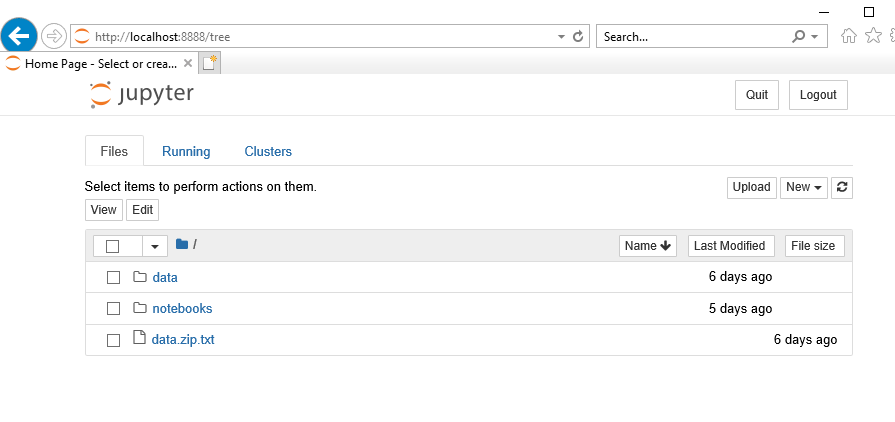 http://localhost:8888/tree
Search...
Home Page - Select or crea...
jupyter
Quit
Logout
Files
Running
Clusters
Select items to perform actions on them.
Upload
New
View
Edit
/
Name
Last Modified
File size
data
6 days ago
notebooks
5 days ago
data.zip.txt
6 days ago